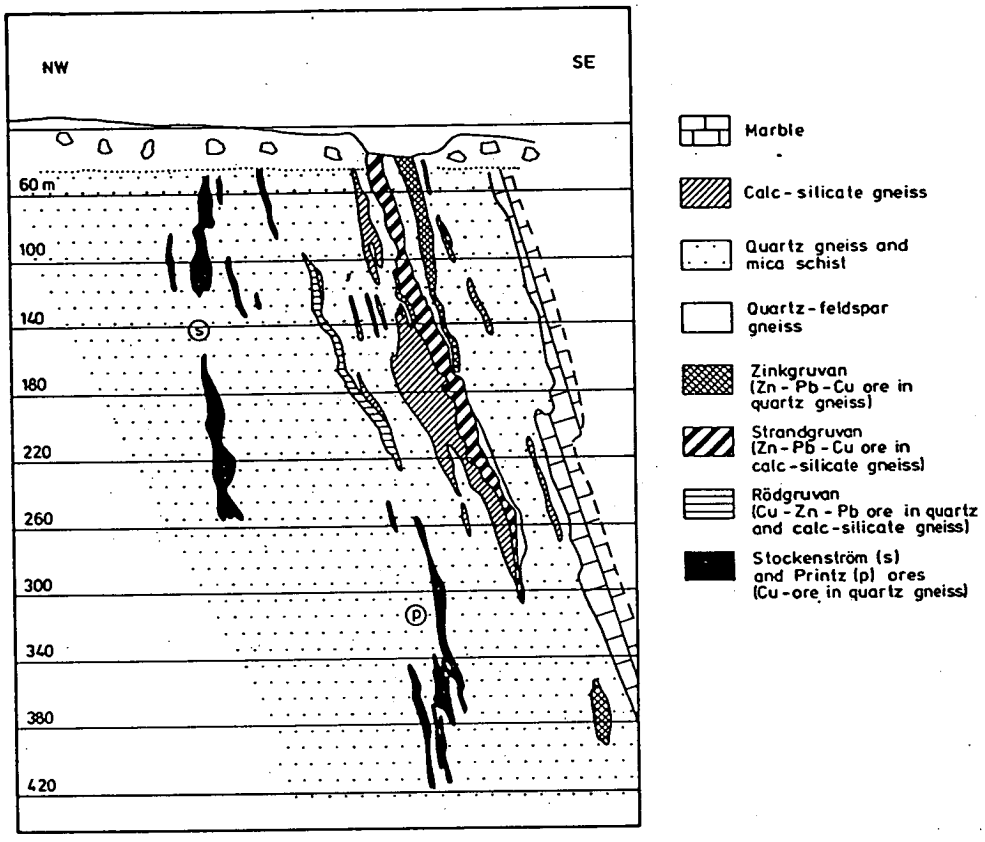 NW
SE
60 m
100
140
180
220
260
300
340
380
420
s
p
Marble
Calc-silicate gneiss
Quartz gneiss and
mica schist
Quartz-feldspar
gneiss
Zinkgruvan
(Zn-Pb-Cu ore in
quartz gneiss)
Strandgruvan
(Zn-Pb-Cu ore in
calc-silicate gneiss)
Rödgruvan
(Cu-Zn-Pb ore in quartz
and calc-silicate gneiss)
Stockenström (s)
and Printz (p) ores
(Cu-ore in quartz gneiss)